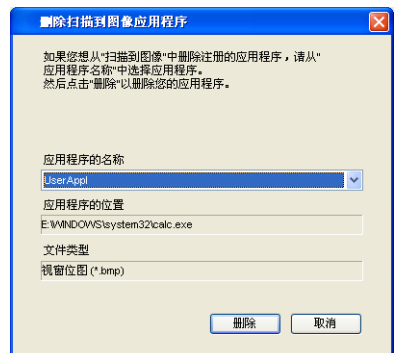 删除扫描到图像应用程序
如果您想从"扫描到图像"中删除注册的应用程序，请从"
应用程序名称"中选择应用程序。
然后点击"删除"以删除您的应用程序。
应用程序的名称
UserAppl
应用程序的位置
E:\WINDOWS\system32\calc.exe
文件类型
视窗位图 (*.bmp)
删除
取消